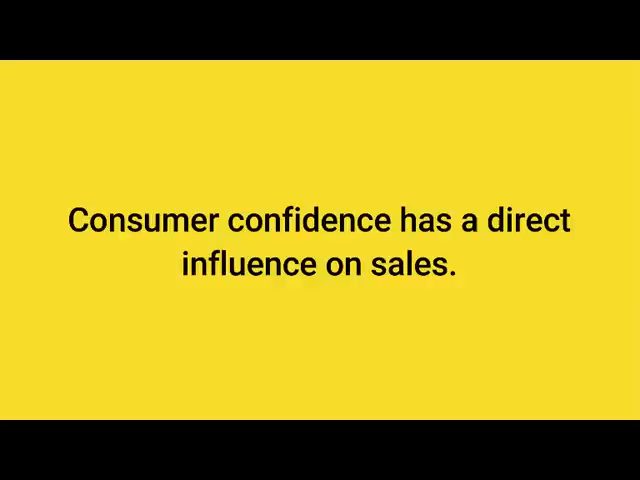 Consumer confidence has a direct
influence on sales.